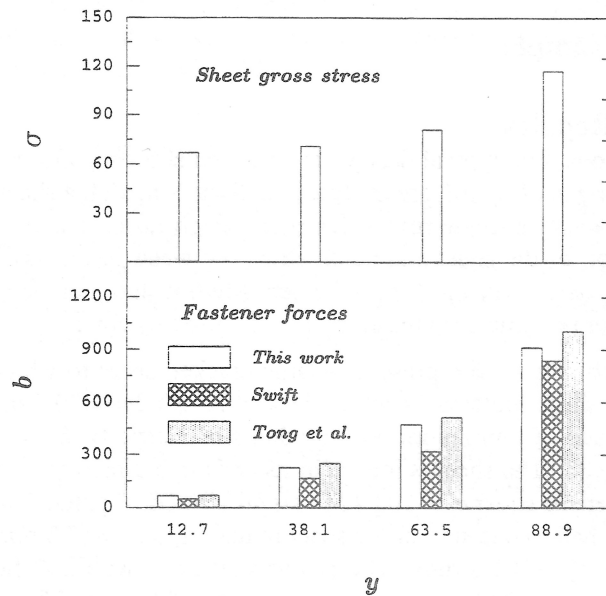 150
120
Sheet gross stress
90
σ
60
30
1200
Fastener forces
900
This work
b
Swift
600
Tong et al.
300
0
12.7 38.1 63.5 88.9
y